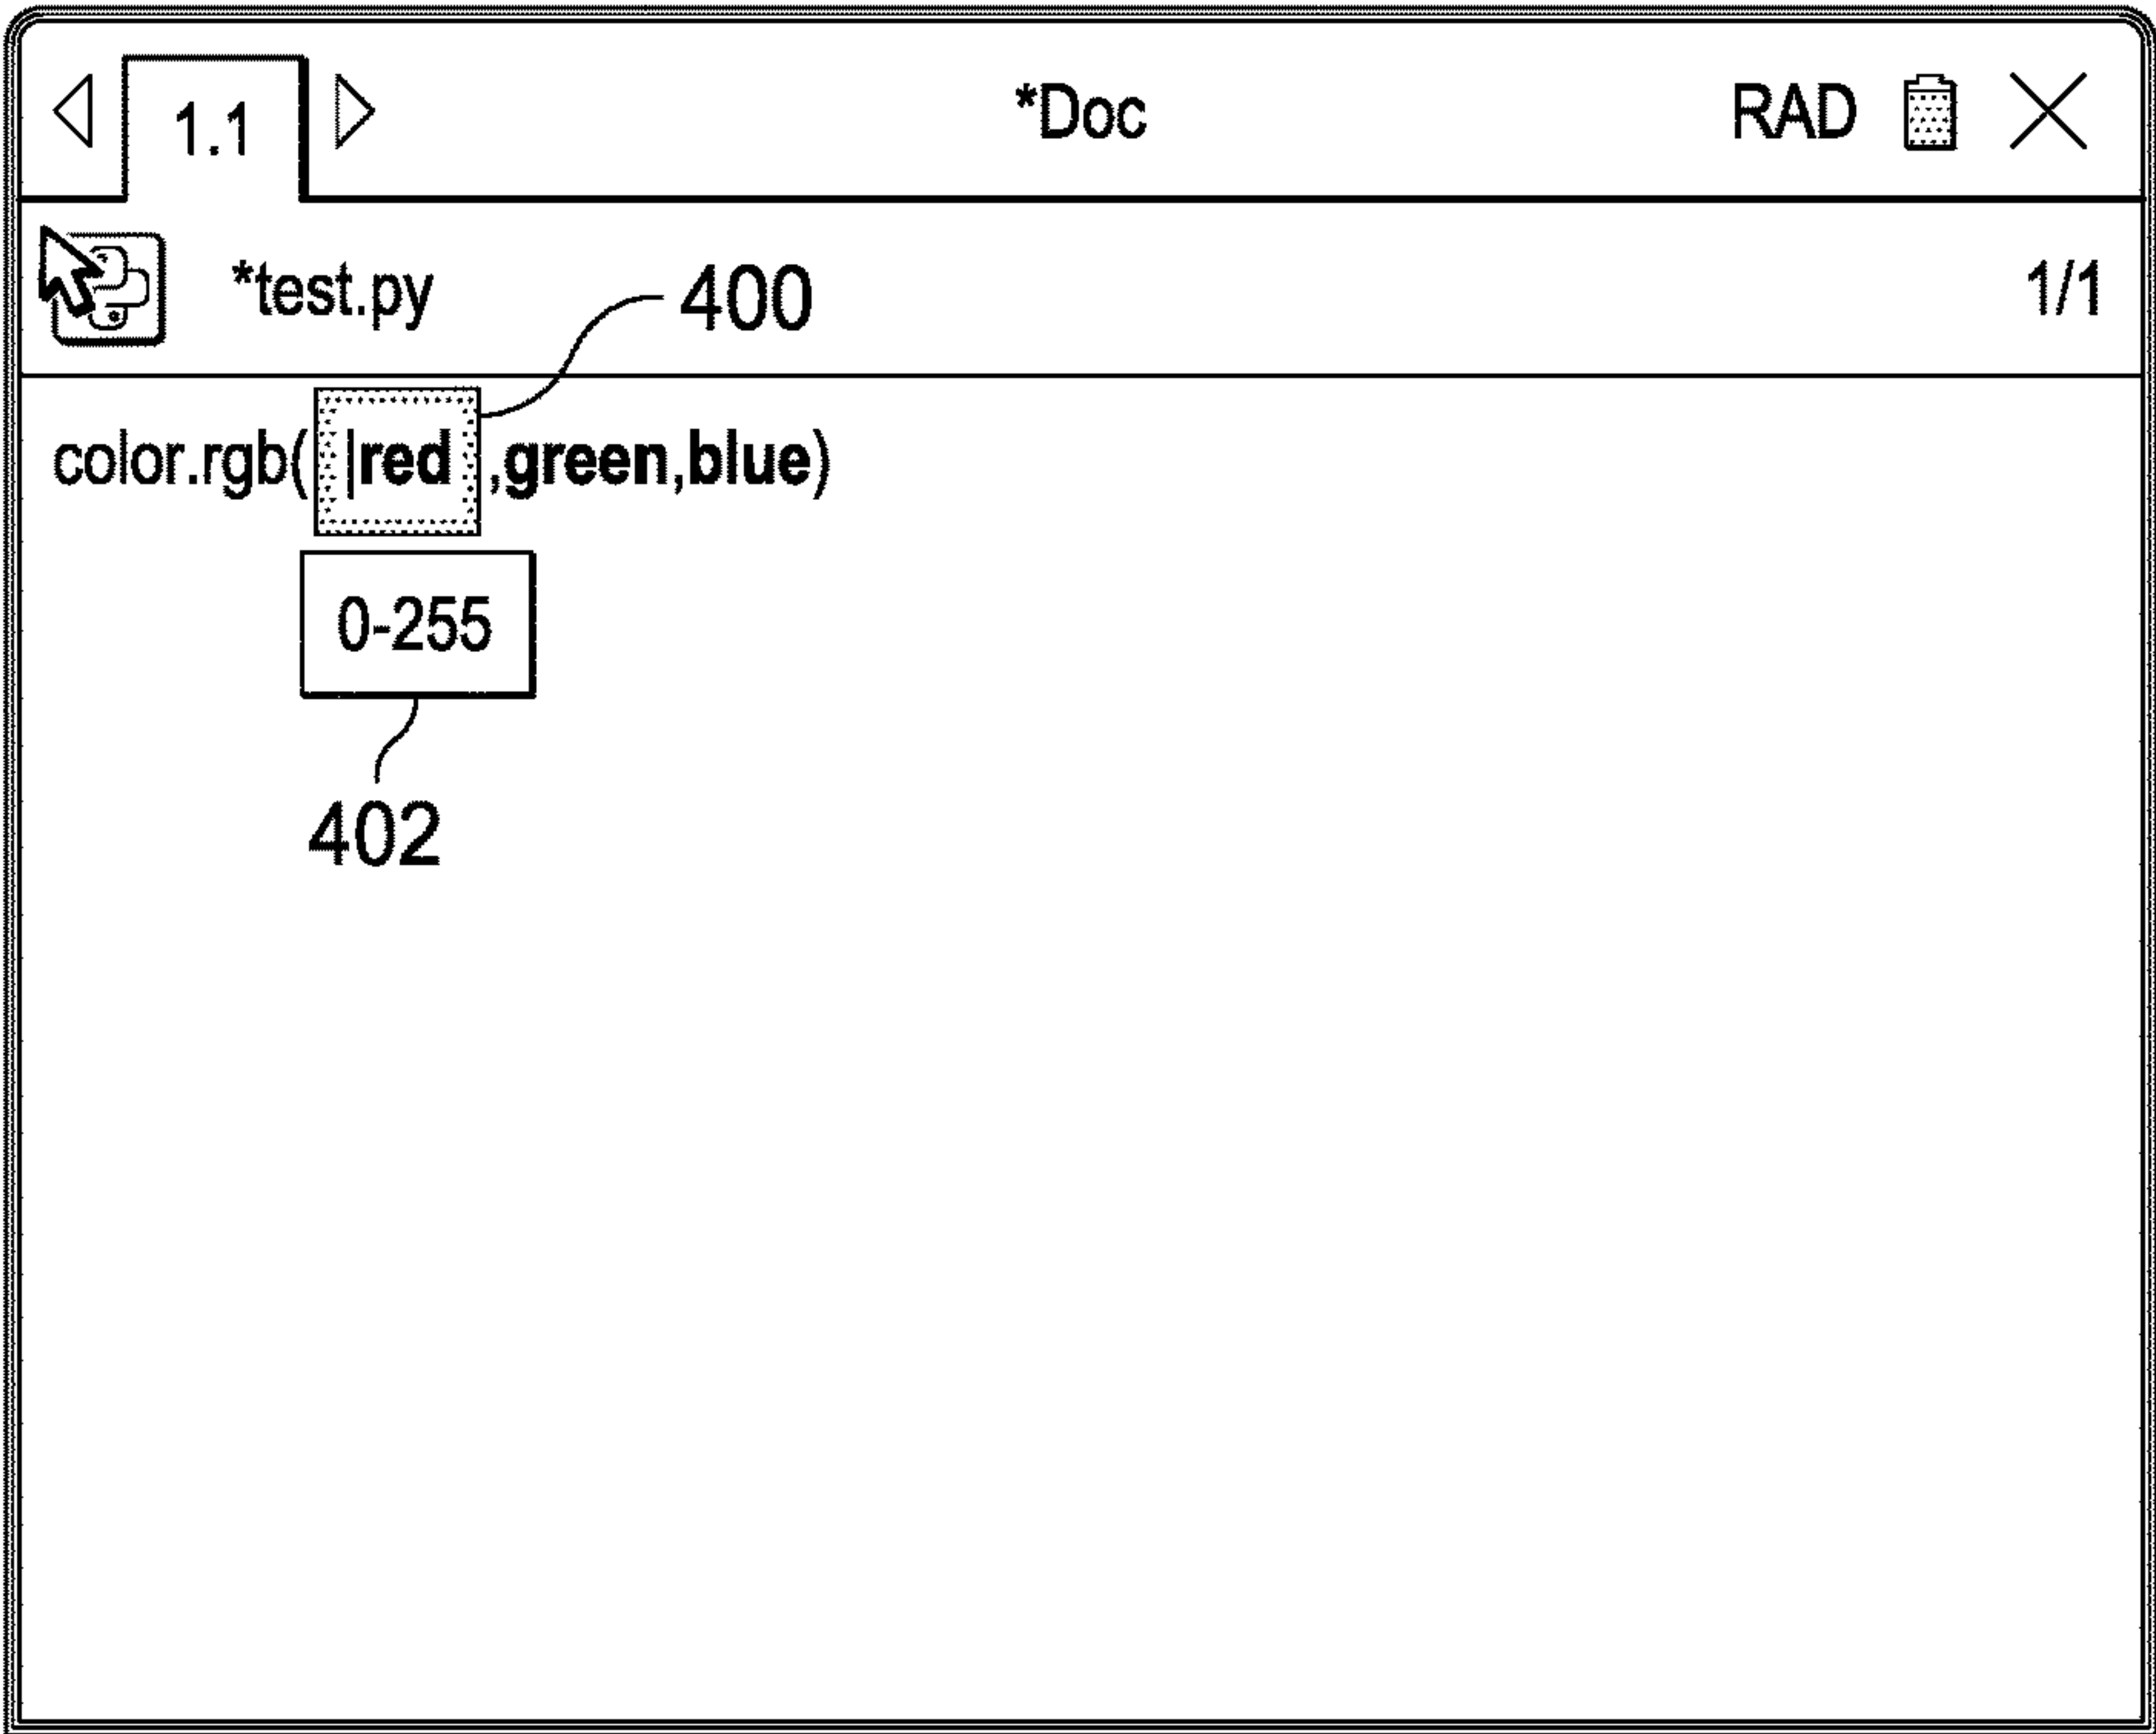 1.1 *Doc RAD
*test.py 400 1/1
color.rgb(|red ,green,blue)
0-255
402